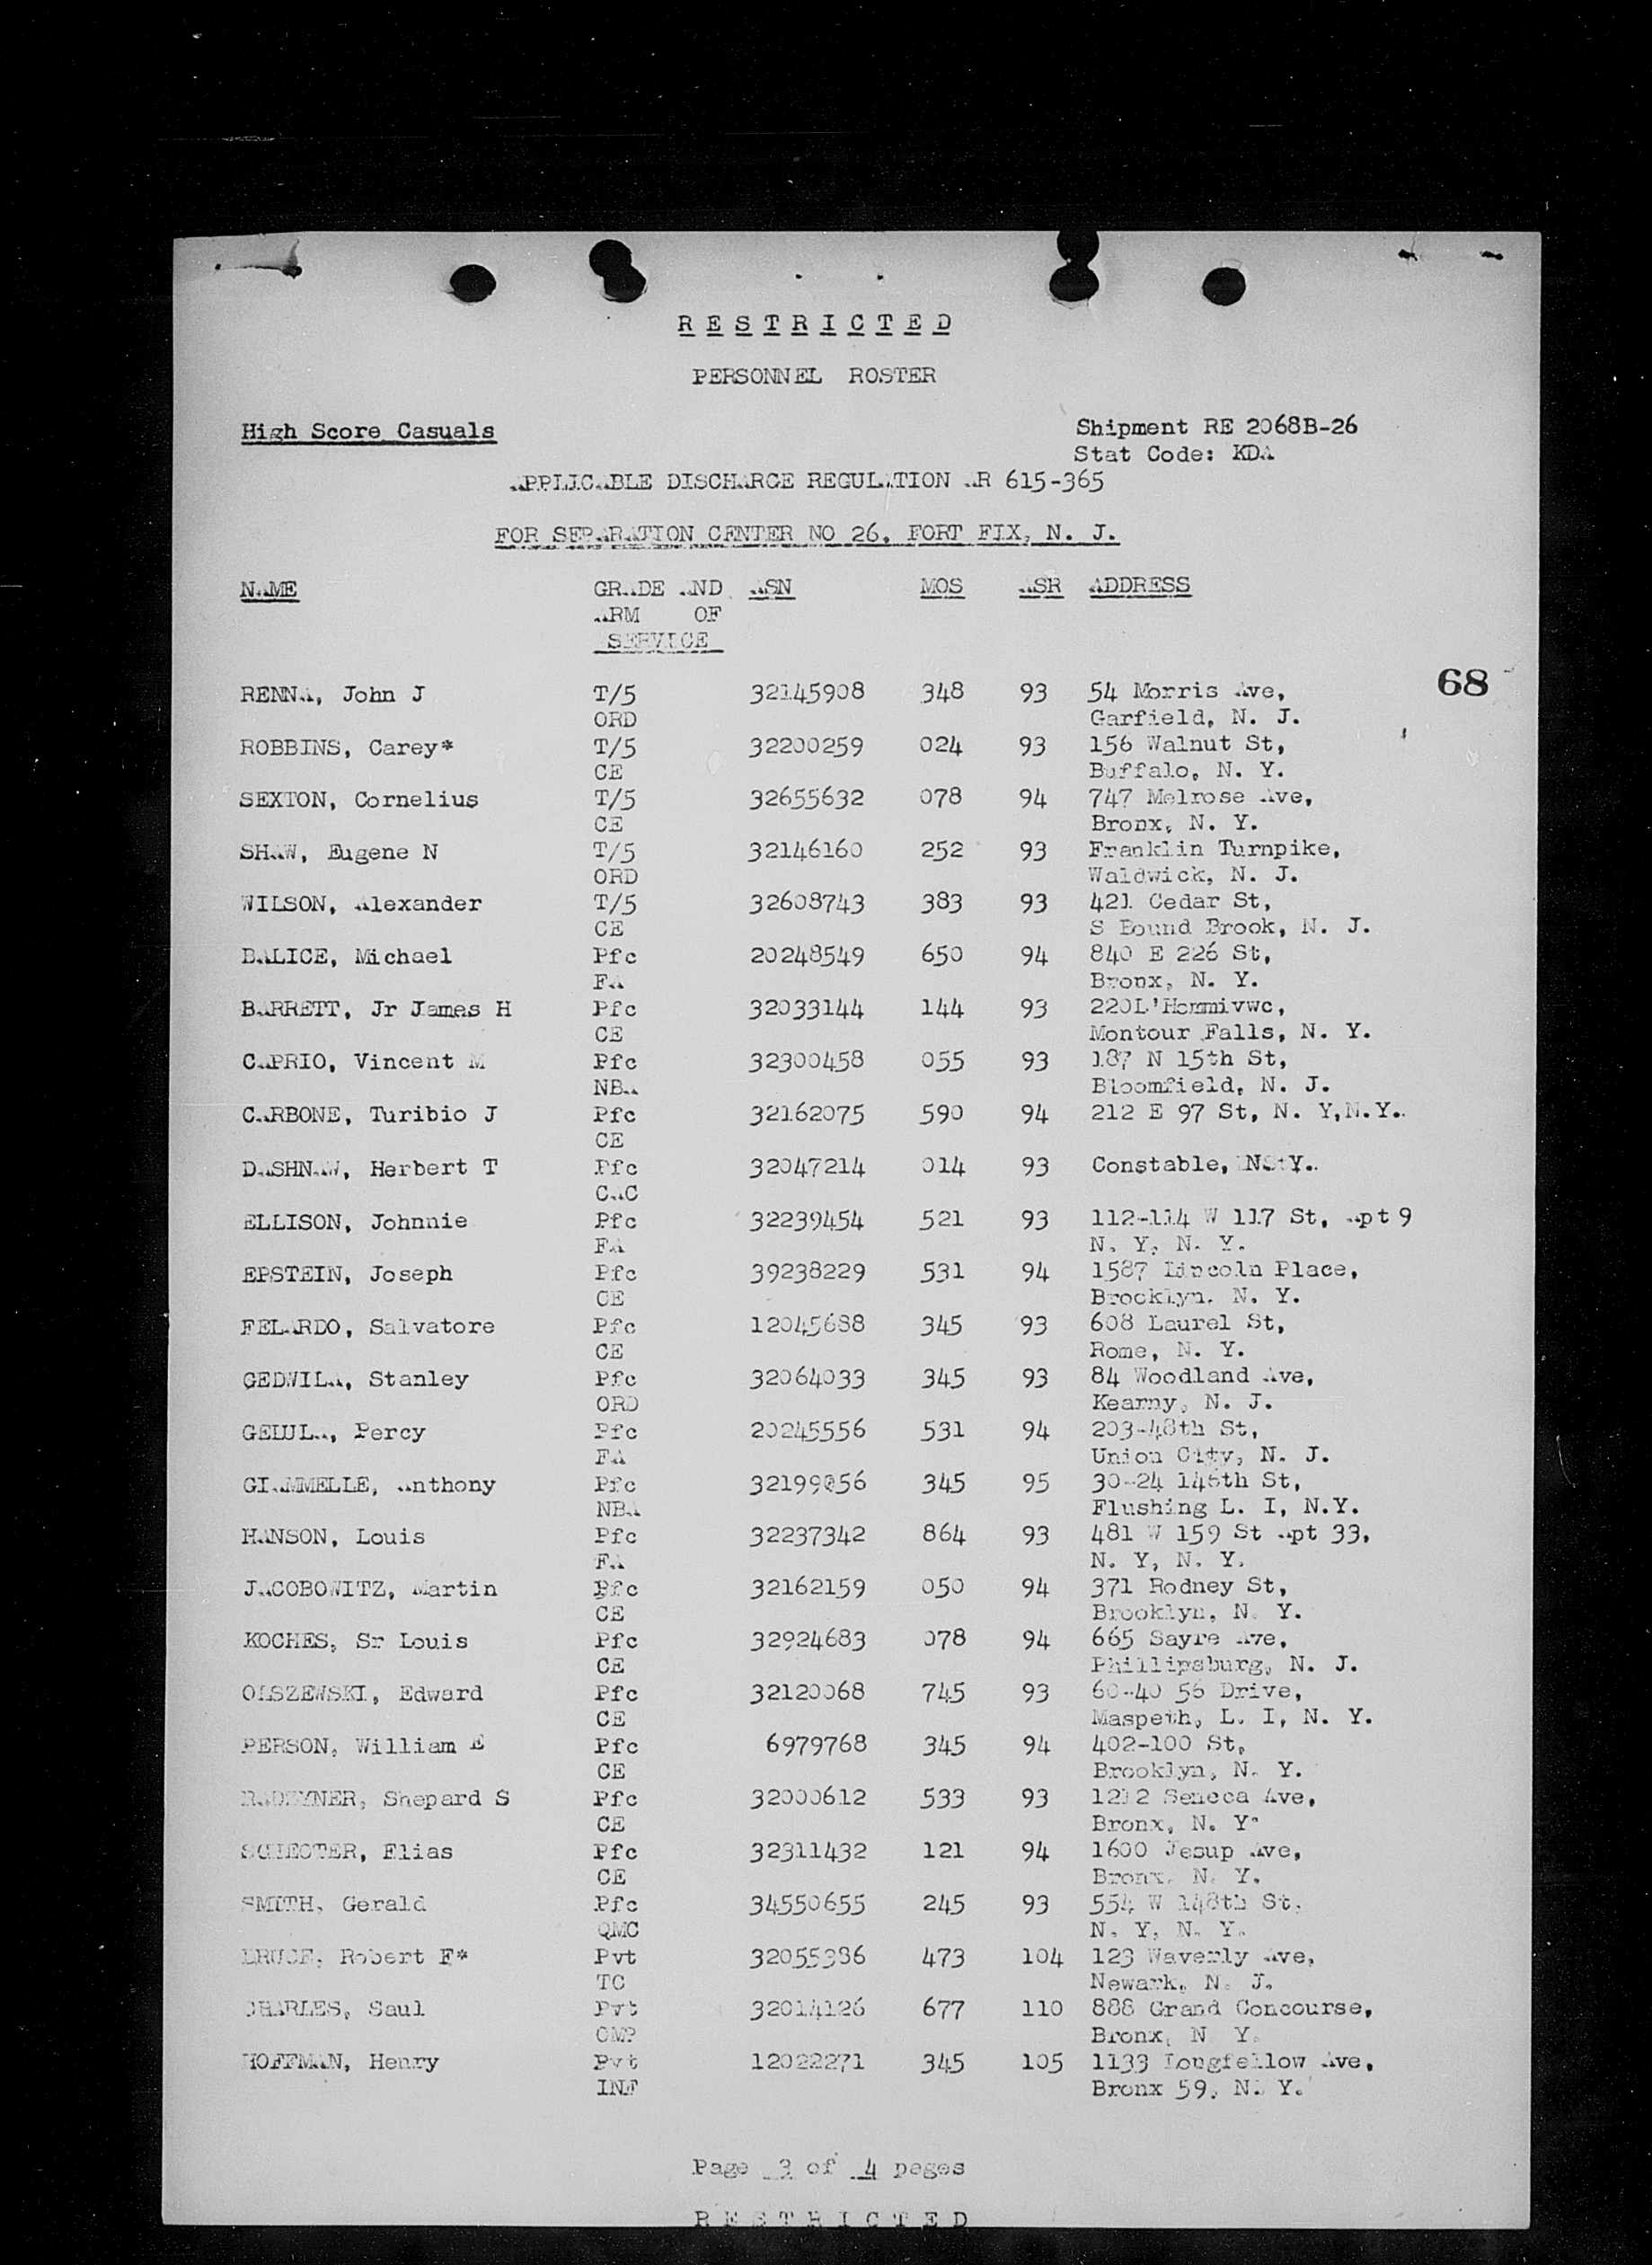 RESTRICTED
PERSONNEL ROSTER
High Score Casuals Shipment RE 2068B-26
Stat Code: KDA
APPLICABLE DISCHARGE REGULATION AR 615-365
FOR SEPARATION CENTER NO 26, FORT FIX, N. J.
NAME GRADE AND ASN MOS ASR ADDRESS
ARM OF
SERVICE
68
RENNA, John J T/5 32145908 348 93 54 Morris Ave,
ORD Garfield, N. J.
ROBBINS, Carey* T/5 32200259 024 93 156 Walnut St,
CE Buffalo, N. Y.
SEXTON, Cornelius T/5 32655632 078 94 747 Melrose Ave,
CE Bronx, N. Y.
SHAW, Eugene N T/5 32146160 252 93 Franklin Turnpike,
ORD Waldwick, N. J.
WILSON, Alexander T/5 32608743 383 93 421 Cedar St,
CE S Bound Brook, N. J.
BALICE, Michael Pfc 20248549 650 94 840 E 226 St,
FA Bronx, N. Y.
BARRETT, Jr James H Pfc 32033144 144 93 220L'Hommivwc,
CE Montour Falls, N. Y.
CAPRIO, Vincent M Pfc 32300458 055 93 187 N 15th St,
NBA Bloomfield, N. J.
CARBONE, Turibio J Pfc 32162075 590 94 212 E 97 St, N. Y,N.Y.
CE
DASHNAW, Herbert T Pfc 32047214 014 93 Constable, N.Y.
CAC
ELLISON, Johnnie Pfc 32239454 521 93 112-114 W 117 St, Apt 9
FA N. Y, N. Y.
EPSTEIN, Joseph Pfc 39238229 531 94 1587 Lincoln Place,
CE Brooklyn, N. Y.
FELARDO, Salvatore Pfc 12045688 345 93 608 Laurel St,
CE Rome, N. Y.
GEDWILA, Stanley Pfc 32064033 345 93 84 Woodland Ave,
ORD Kearny, N. J.
Percy Pfc 20245556 531 94 203-48th St,
FA Union City, N. J.
GIAMMELLE, Anthony Pfc 345 95 30-24 146th St,
NBA Flushing L. I, N.Y.
HANSON, Louis Pfc 32237342 864 93 481 W 159 St Apt 33,
FA N. Y, N. Y.
JACOBOWITZ, Martin Pfc 32162159 050 94 371 Rodney St,
CE Brooklyn, N. Y.
KOCHES, Sr Louis Pfc 32924683 078 94 665 Sayre Ave,
CE Phillipsburg, N. J.
OLSZEWSKI, Edward Pfc 32120068 745 93 60-40 56 Drive,
CE Maspeth, L. I, N. Y.
PERSON, William E Pfc 6979768 345 94 402-100 St,
CE Brooklyn, N. Y.
Shepard S Pfc 32000612 533 93 1212 Seneca Ave,
CE Bronx, N. Y.
SCHECTER, Elias Pfc 32311432 121 94 1600 Jesup Ave,
CE Bronx, N. Y.
SMITH, Gerald Pfc 34550655 245 93 554 W 148th St,
QMC N. Y, N. Y.
BRUCE, Robert F* Pvt 32055386 473 104 123 Waverly Ave,
TC Newark, N. J.
CHARLES, Saul Pvt 32014126 677 110 888 Grand Concourse,
CMP Bronx, N. Y.
HOFFMAN, Henry Pvt 12022271 345 105 1133 Longfellow Ave,
INF Bronx 59, N. Y.
Page 3 of 4 pages
RESTRICTED